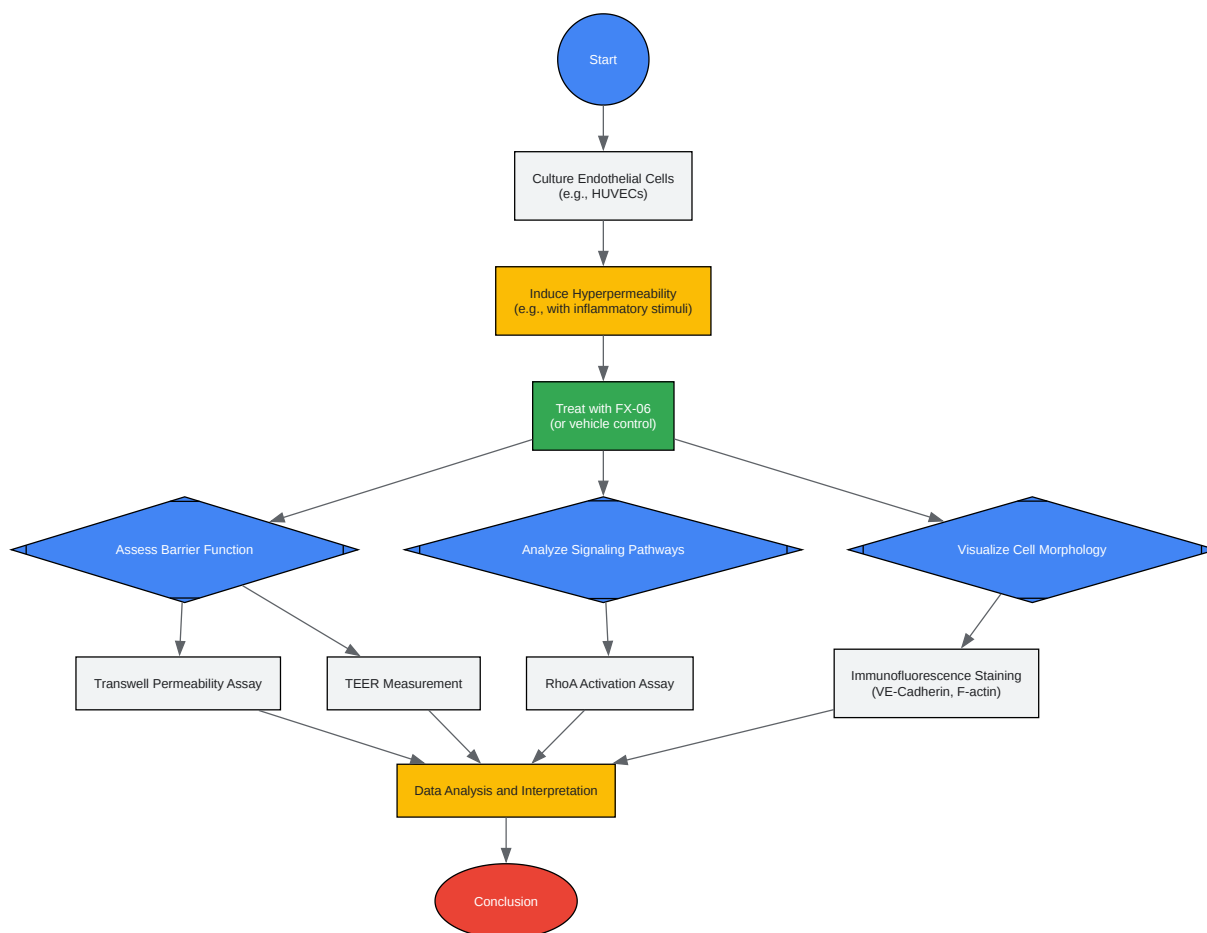 Start
Culture Endothelial Cells
(e.g., HUVECs)
Induce Hyperpermeability
(e.g., with inflammatory stimuli)
Treat with FX-06
(or vehicle control)
Assess Barrier Function
Analyze Signaling Pathways
Visualize Cell Morphology
Transwell Permeability Assay
TEER Measurement
RhoA Activation Assay
Immunofluorescence Staining
(VE-Cadherin, F-actin)
Data Analysis and Interpretation
Conclusion